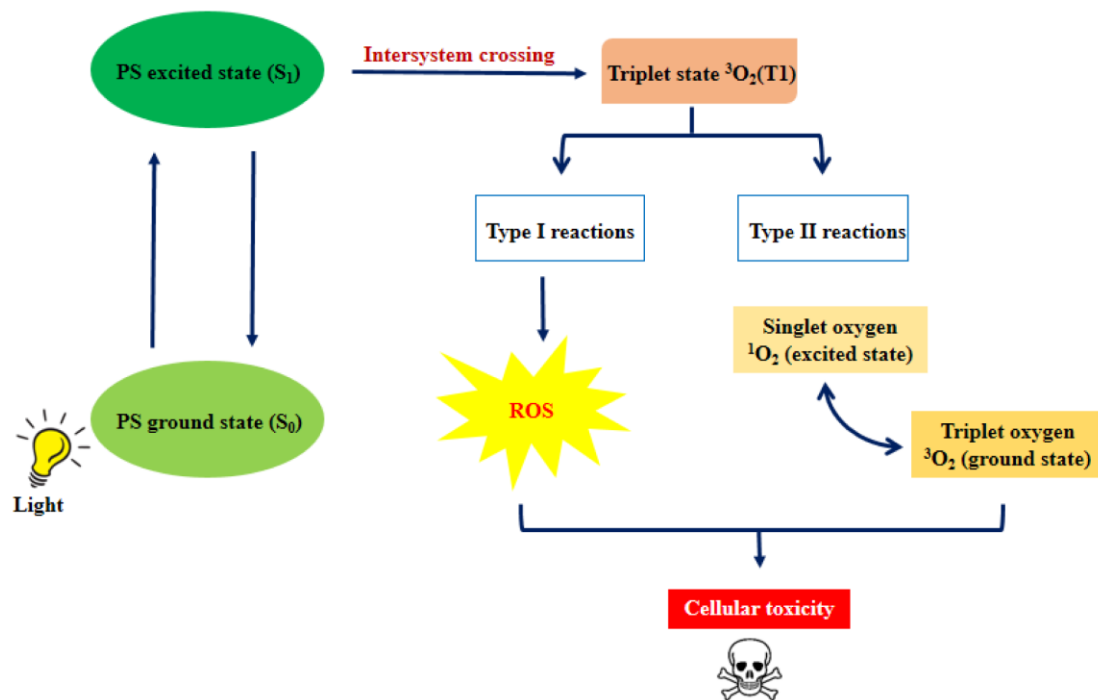 PS excited state (S₁)
Intersystem crossing
Triplet state ³O₂(T1)
Type I reactions
Type II reactions
Singlet oxygen
¹O₂ (excited state)
ROS
PS ground state (S₀)
Triplet oxygen
³O₂ (ground state)
Light
Cellular toxicity